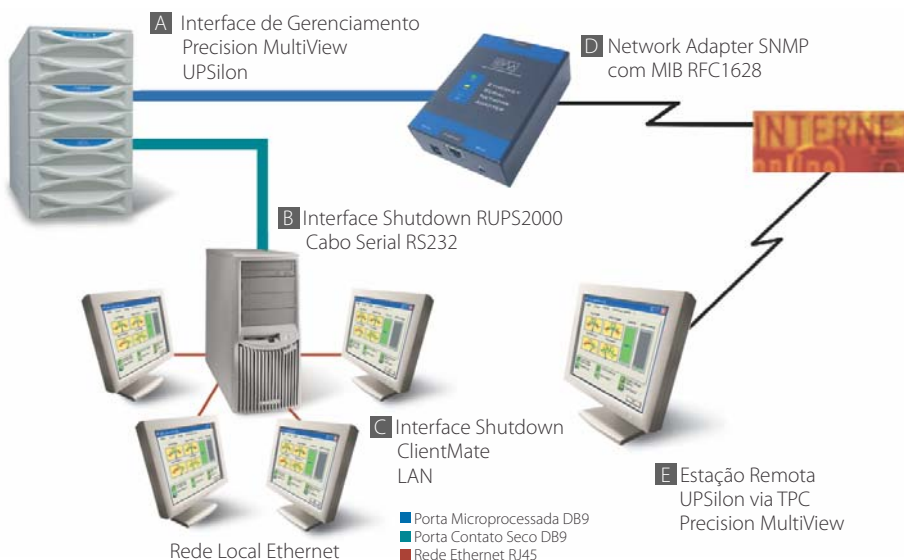 A Interface de Gerenciamento
Precision MultiView
UPSilon
D Network Adapter SNMP
com MIB RFC1628
INTERNE
B Interface Shutdown RUPS2000
Cabo Serial RS232
C Interface Shutdown
ClientMate
LAN
E Estação Remota
UPSilon via TPC
Precision MultiView
Porta Microprocessada DB9
Porta Contato Seco DB9
Rede Ethernet RJ45
Rede Local Ethernet